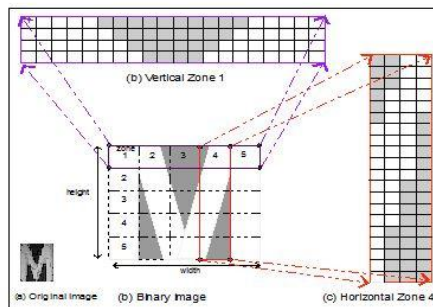 (b) Vertical Zone 1
zone
1 2 3 4 5
2
3
4
5
height
width
(a) Original image
(b) Binary image
(c) Horizontal Zone 4